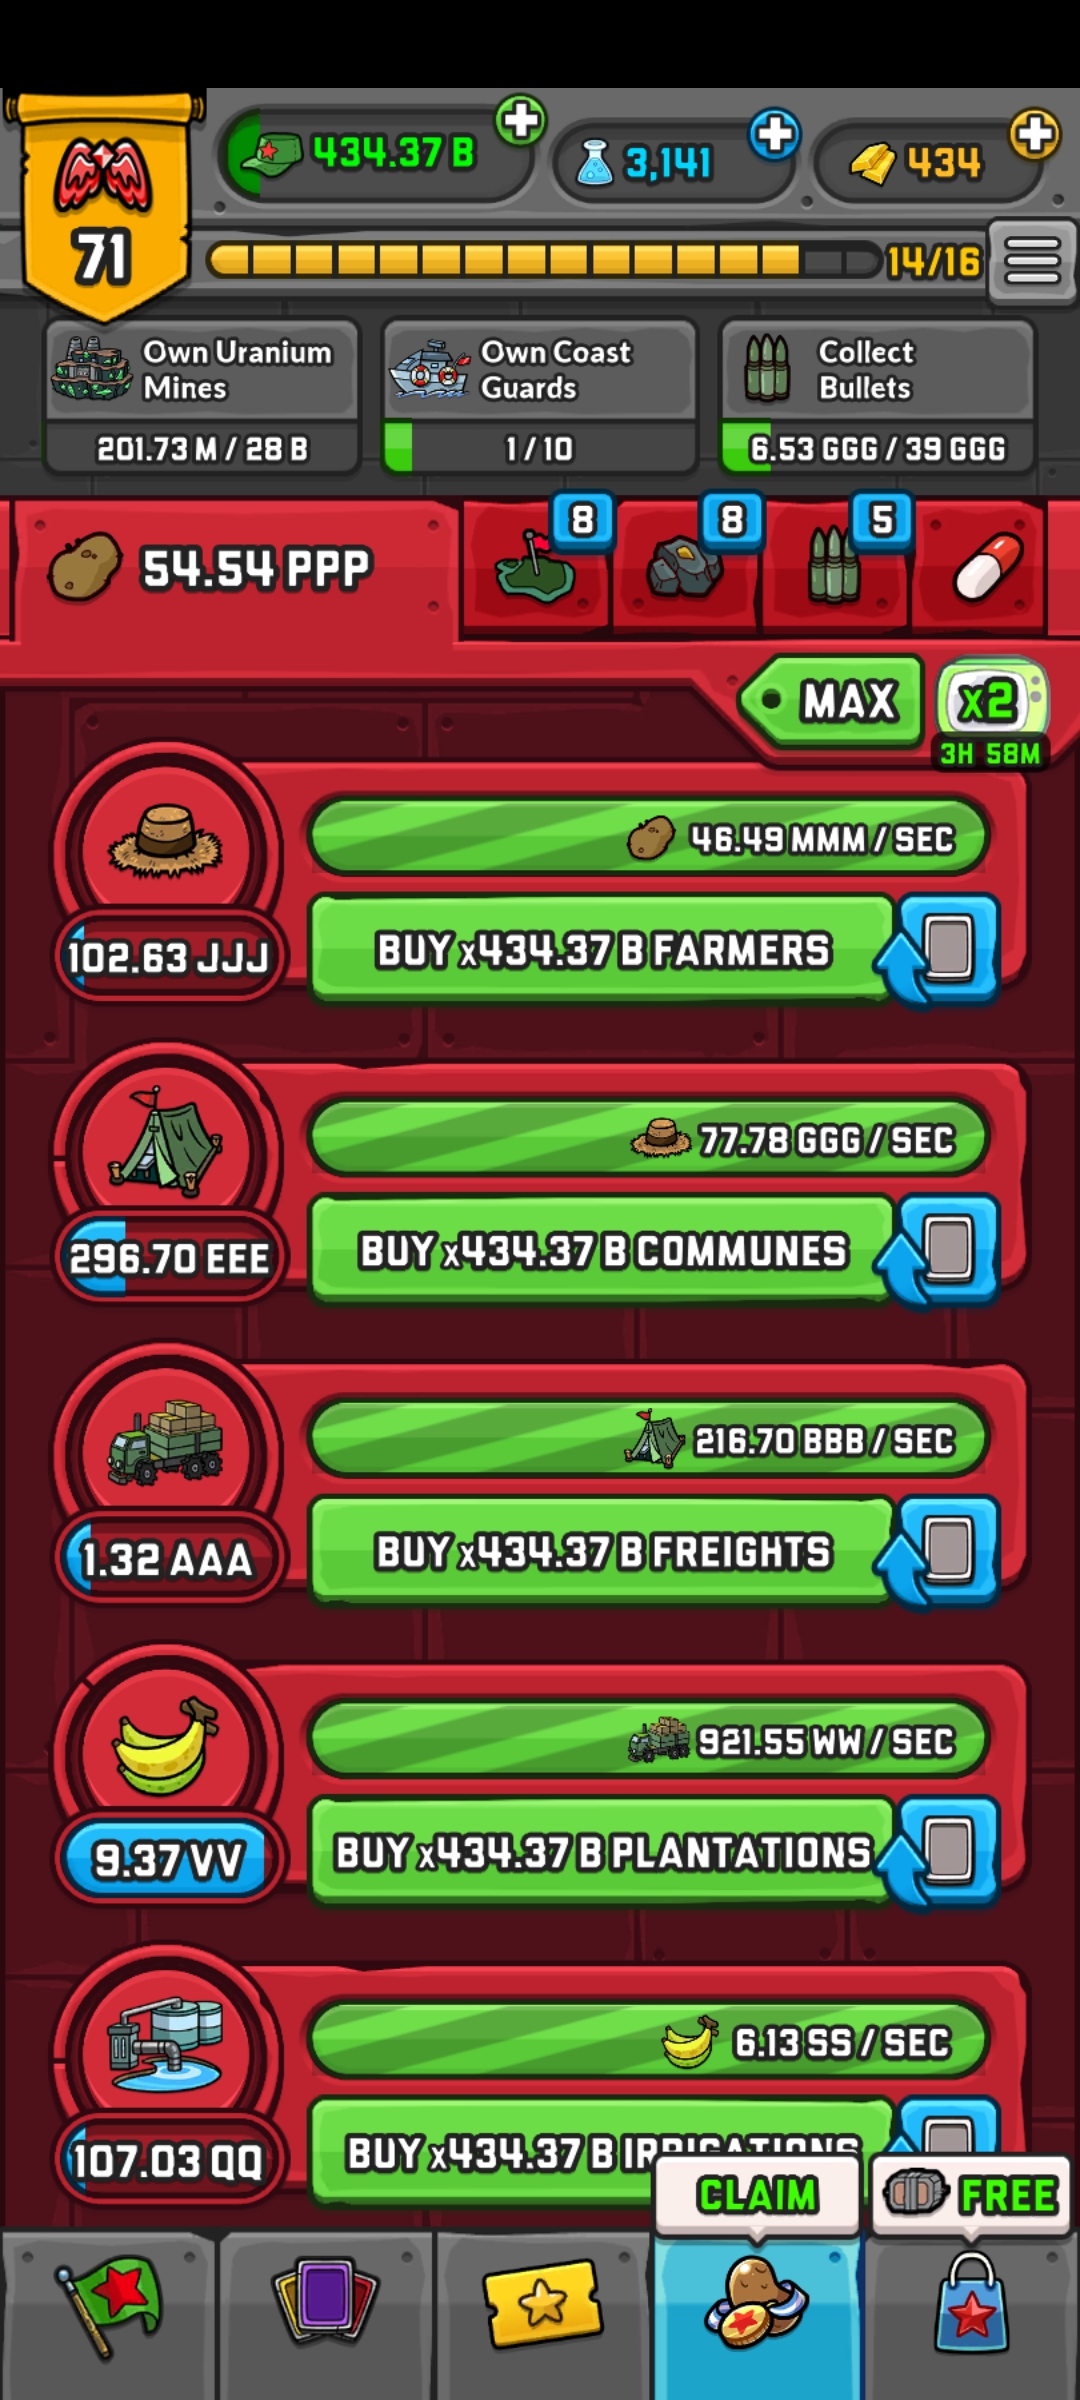 434.37 B
3,141
434
71
14/16
Own Uranium
Mines
201.73 M / 28 B
Own Coast
Guards
1 / 10
Collect
Bullets
6.53 GGG / 39 GGG
54.54 PPP
8
8
5
MAX
x2
3H 58M
46.49 MMM / SEC
102.63 JJJ
BUY x434.37 B FARMERS
77.78 GGG / SEC
296.70 EEE
BUY x434.37 B COMMUNES
216.70 BBB / SEC
1.32 AAA
BUY x434.37 B FREIGHTS
921.55 WW / SEC
9.37 VV
BUY x434.37 B PLANTATIONS
6.13 SS / SEC
107.03 QQ
BUY x434.37 B IRRIGATIONS
CLAIM
FREE